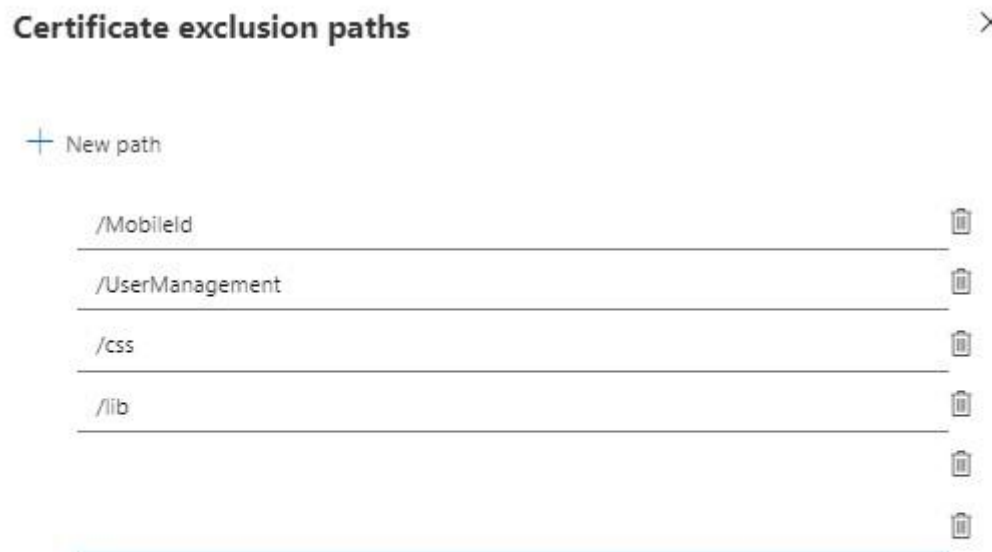 Certificate exclusion paths
New path
/MobileId
/UserManagement
/css
/lib